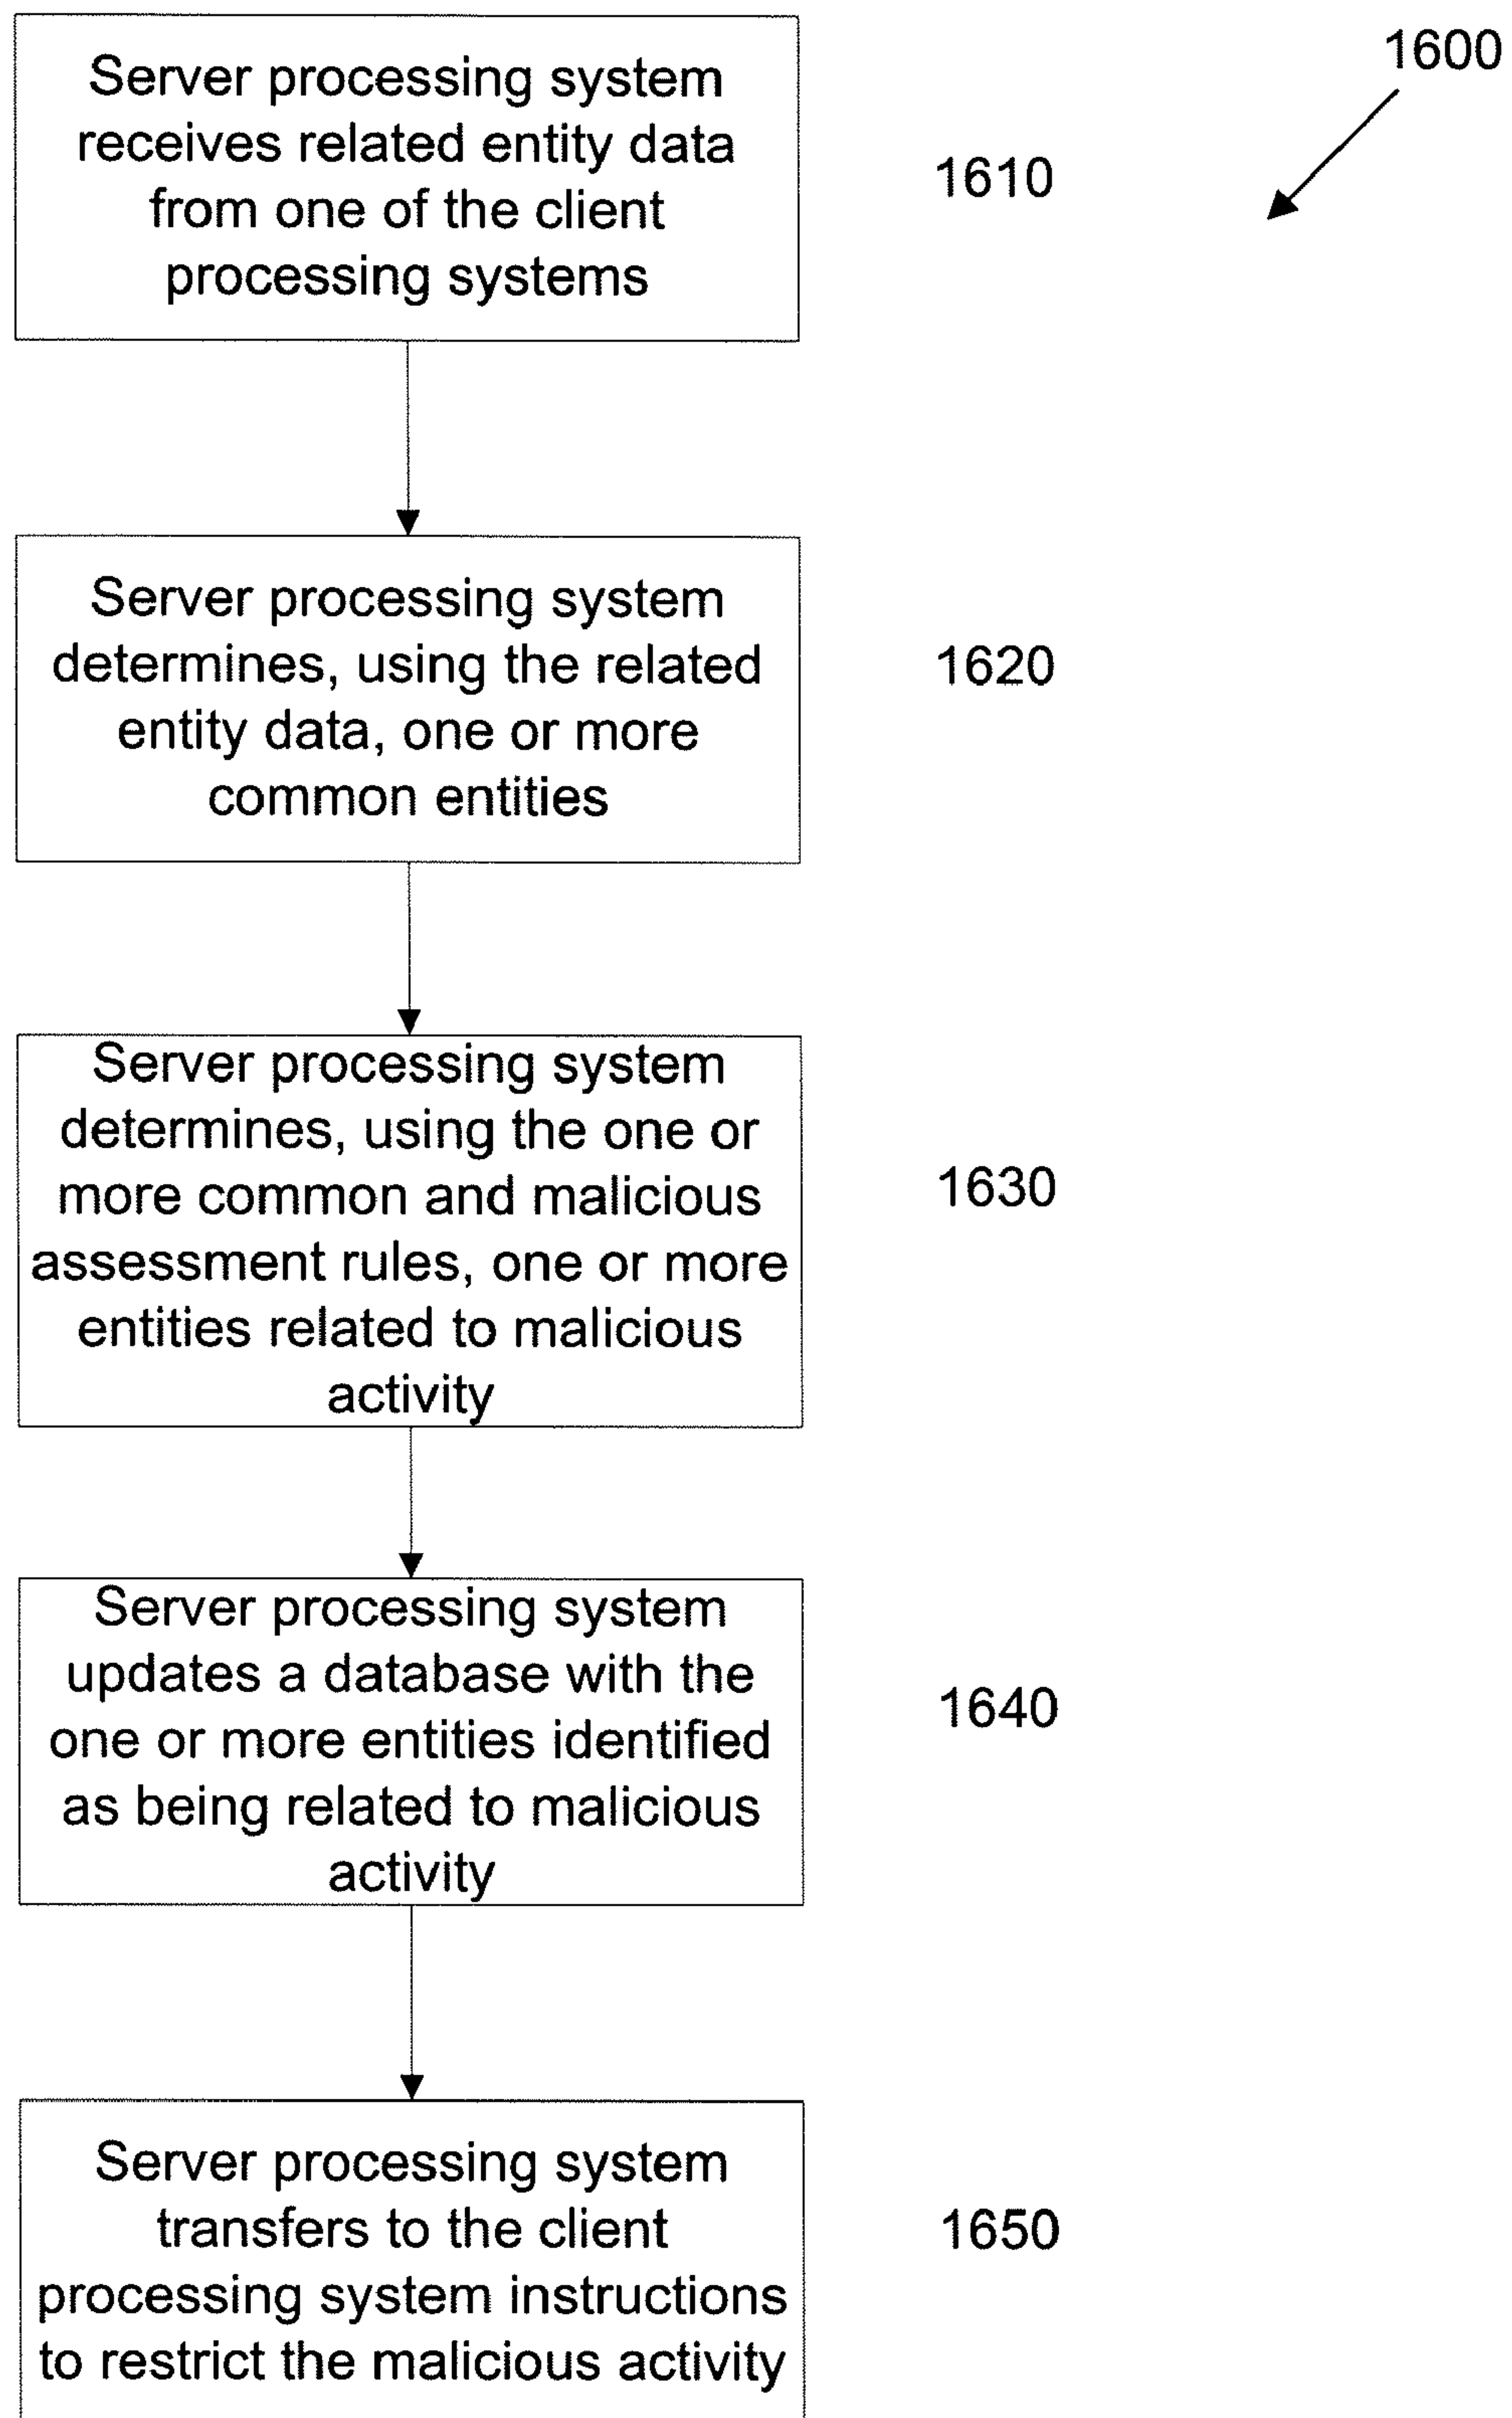 1600
Server processing system
receives related entity data
from one of the client
processing systems
1610
Server processing system
determines, using the related
entity data, one or more
common entities
1620
Server processing system
determines, using the one or
more common and malicious
assessment rules, one or more
entities related to malicious
activity
1630
Server processing system
updates a database with the
one or more entities identified
as being related to malicious
activity
1640
Server processing system
transfers to the client
processing system instructions
to restrict the malicious activity
1650